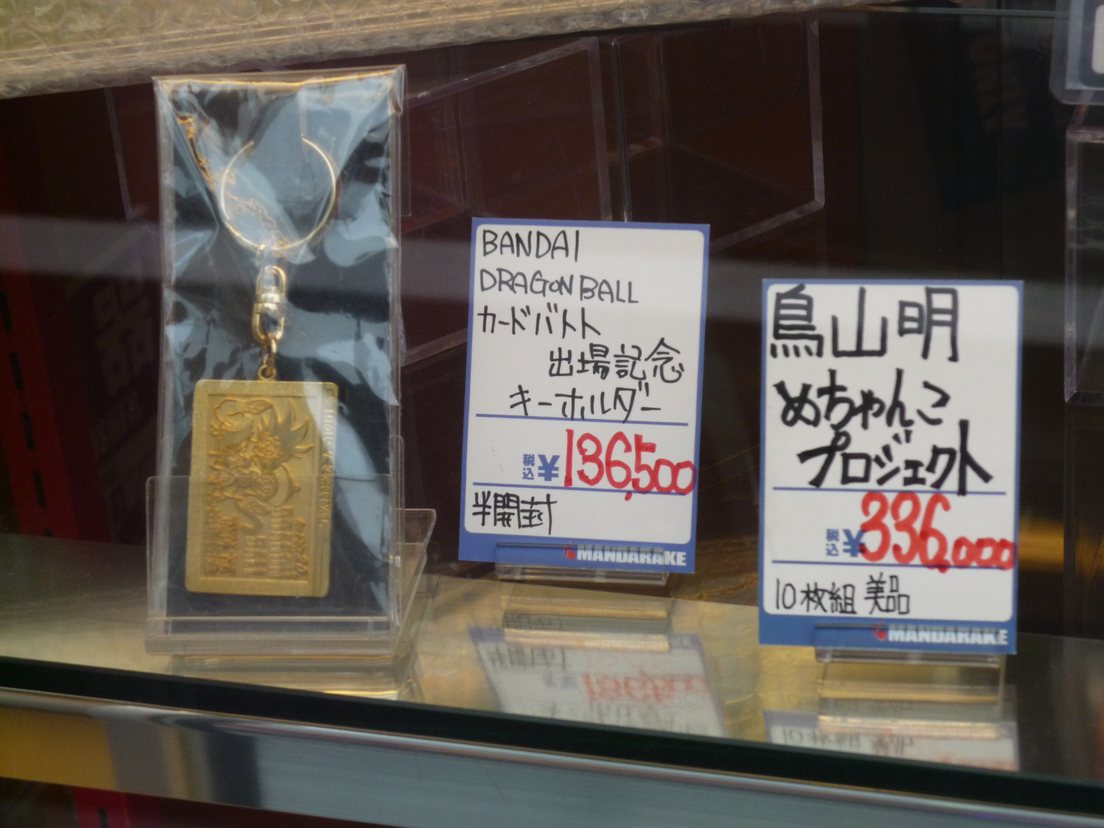 BANDAI
DRAGON BALL
カードバトト
出場記念
キーホルダー
税込 ¥136,500
半開封
MANDARAKE
鳥山明
めちゃんこ
プロジェクト
税込 ¥336,000
10枚組 美品
MANDARAKE